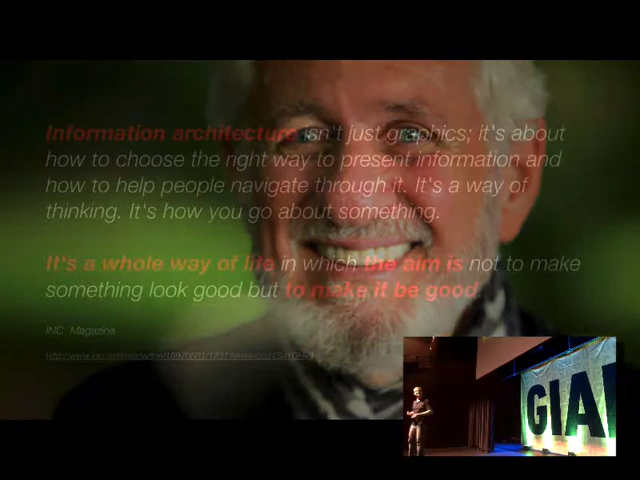 Information architecture isn't just graphics; it's about
how to choose the right way to present information and
how to help people navigate through it. It's a way of
thinking. It's how you go about something.
It's a whole way of life in which the aim is not to make
something look good but to make it be good.
INC Magazine
GIA